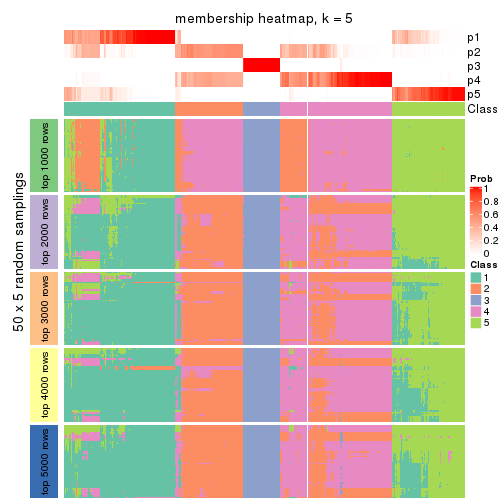 membership heatmap, k = 5
p1
p2
p3
p4
p5
Class
50 x 5 random samplings
top 1000 rows
top 2000 rows
top 3000 rows
top 4000 rows
top 5000 rows
Prob
1
0.8
0.6
0.4
0.2
0
Class
1
2
3
4
5